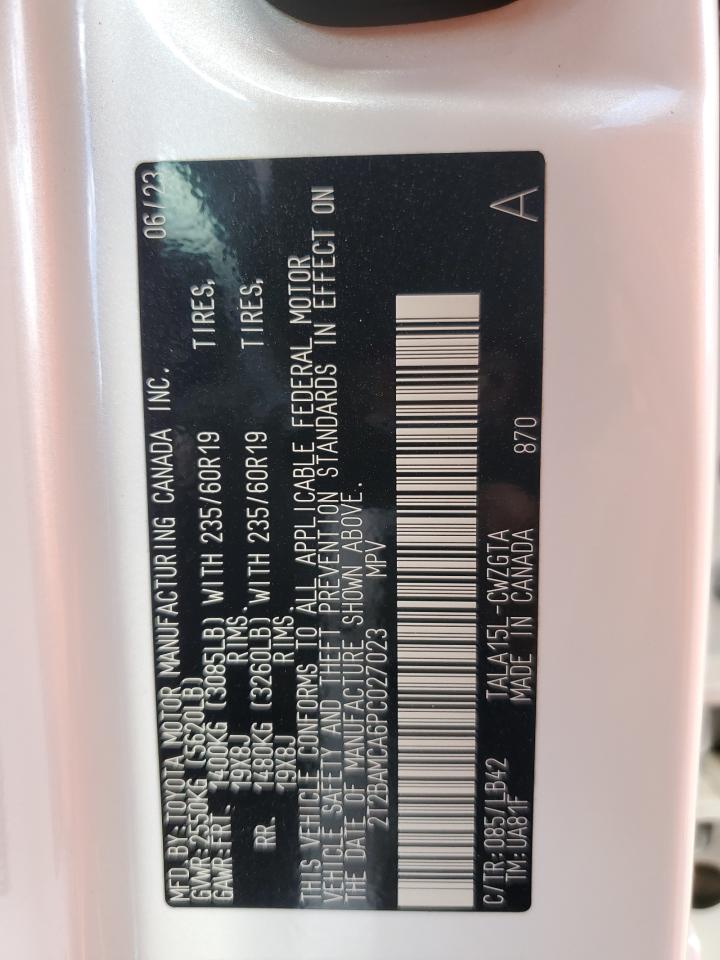 MFD. BY: TOYOTA MOTOR MANUFACTURING CANADA INC. 06/23
GVWR: 2550KG (5620LB)
GAWR: FRT- 1400KG (3085LB) WITH 235/60R19 TIRES,
19X8J RIMS.
RR. 1480KG (3260LB) WITH 235/60R19 TIRES,
19X8J RIMS.
THIS VEHICLE CONFORMS TO ALL APPLICABLE FEDERAL MOTOR
VEHICLE SAFETY AND THEFT PREVENTION STANDARDS IN EFFECT ON
THE DATE OF MANUFACTURE SHOWN ABOVE.
2T2BAMCA6PC027023 MPV
C/TR: 085/LB42 TALA15L-CWZGTA A
TM: UA81F MADE IN CANADA 870